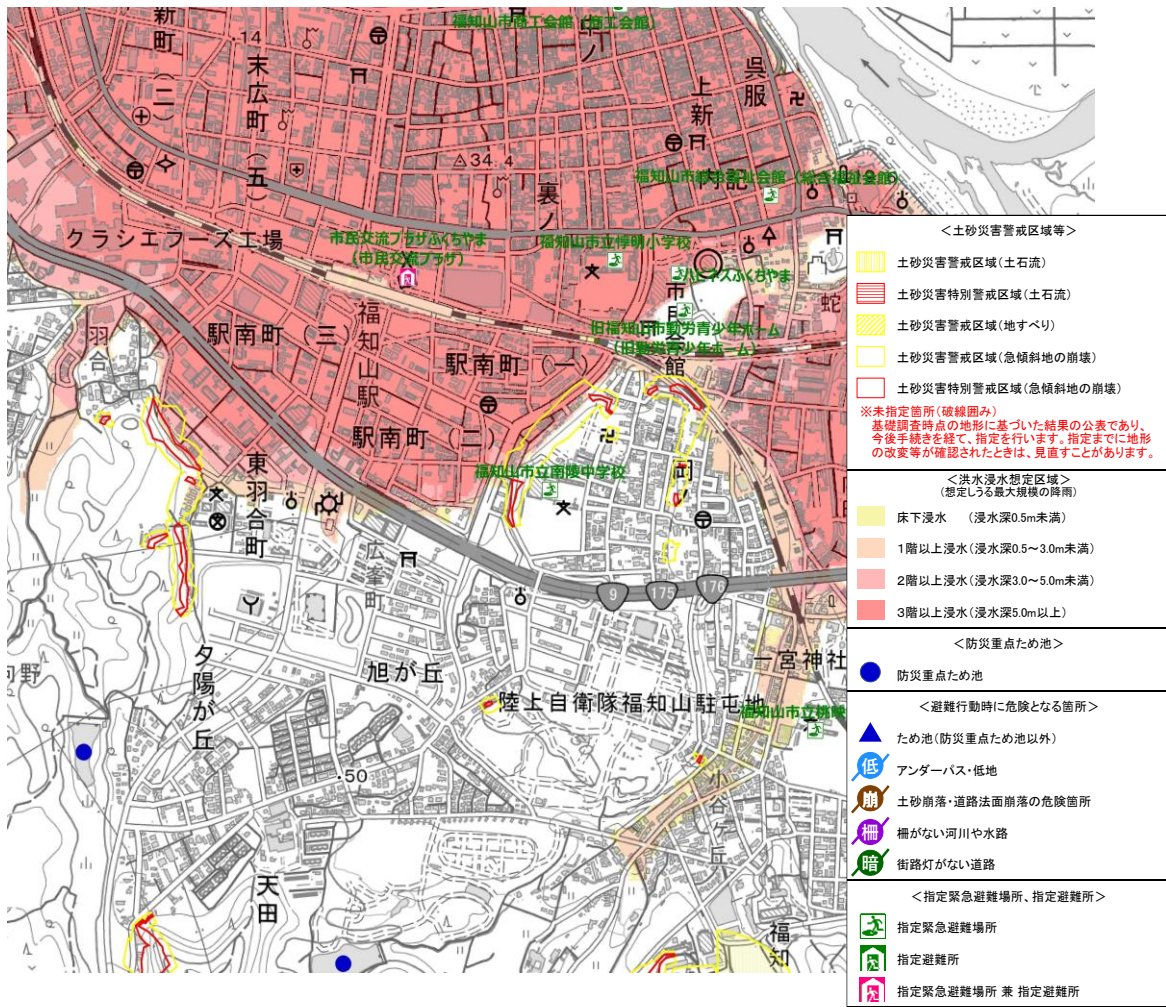 福知山市商工会館（商工会館）
新町（二）
・14
末広町（五）
呉服
上新
△34.4
裏ノ
内記
福知山市総合福祉会館（総合福祉会館）
クラシエフーズ工場
市民交流プラザふくちやま
（市民交流プラザ）
福知山市立惇明小学校
ハピネスふくちやま
市民会館
蛇
旧福知山市勤労青少年ホーム
（旧勤労青少年ホーム）
羽合
駅南町（三）
福知山駅
駅南町（一）
駅南町（二）
福知山市立南陵中学校
岡
東羽合町
広峯町
9
175
夕陽が丘
旭が丘
一宮神社
陸上自衛隊福知山駐屯地
福知山市立桃映
・50
小谷ケ丘
天田
福知
＜土砂災害警戒区域等＞
土砂災害警戒区域（土石流）
土砂災害特別警戒区域（土石流）
土砂災害警戒区域（地すべり）
土砂災害警戒区域（急傾斜地の崩壊）
土砂災害特別警戒区域（急傾斜地の崩壊）
※未指定箇所（破線囲み）
基礎調査時点の地形に基づいた結果の公表であり、
今後手続きを経て、指定を行います。指定までに地形
の改変等が確認されたときは、見直すことがあります。
＜洪水浸水想定区域＞
（想定しうる最大規模の降雨）
床下浸水　（浸水深0.5m未満）
１階以上浸水（浸水深0.5～3.0m未満）
２階以上浸水（浸水深3.0～5.0m未満）
３階以上浸水（浸水深5.0m以上）
＜防災重点ため池＞
防災重点ため池
＜避難行動時に危険となる箇所＞
ため池（防災重点ため池以外）
低 アンダーパス・低地
崩 土砂崩落・道路法面崩落の危険箇所
柵 柵がない河川や水路
暗 街路灯がない道路
＜指定緊急避難場所、指定避難所＞
指定緊急避難場所
指定避難所
指定緊急避難場所 兼 指定避難所